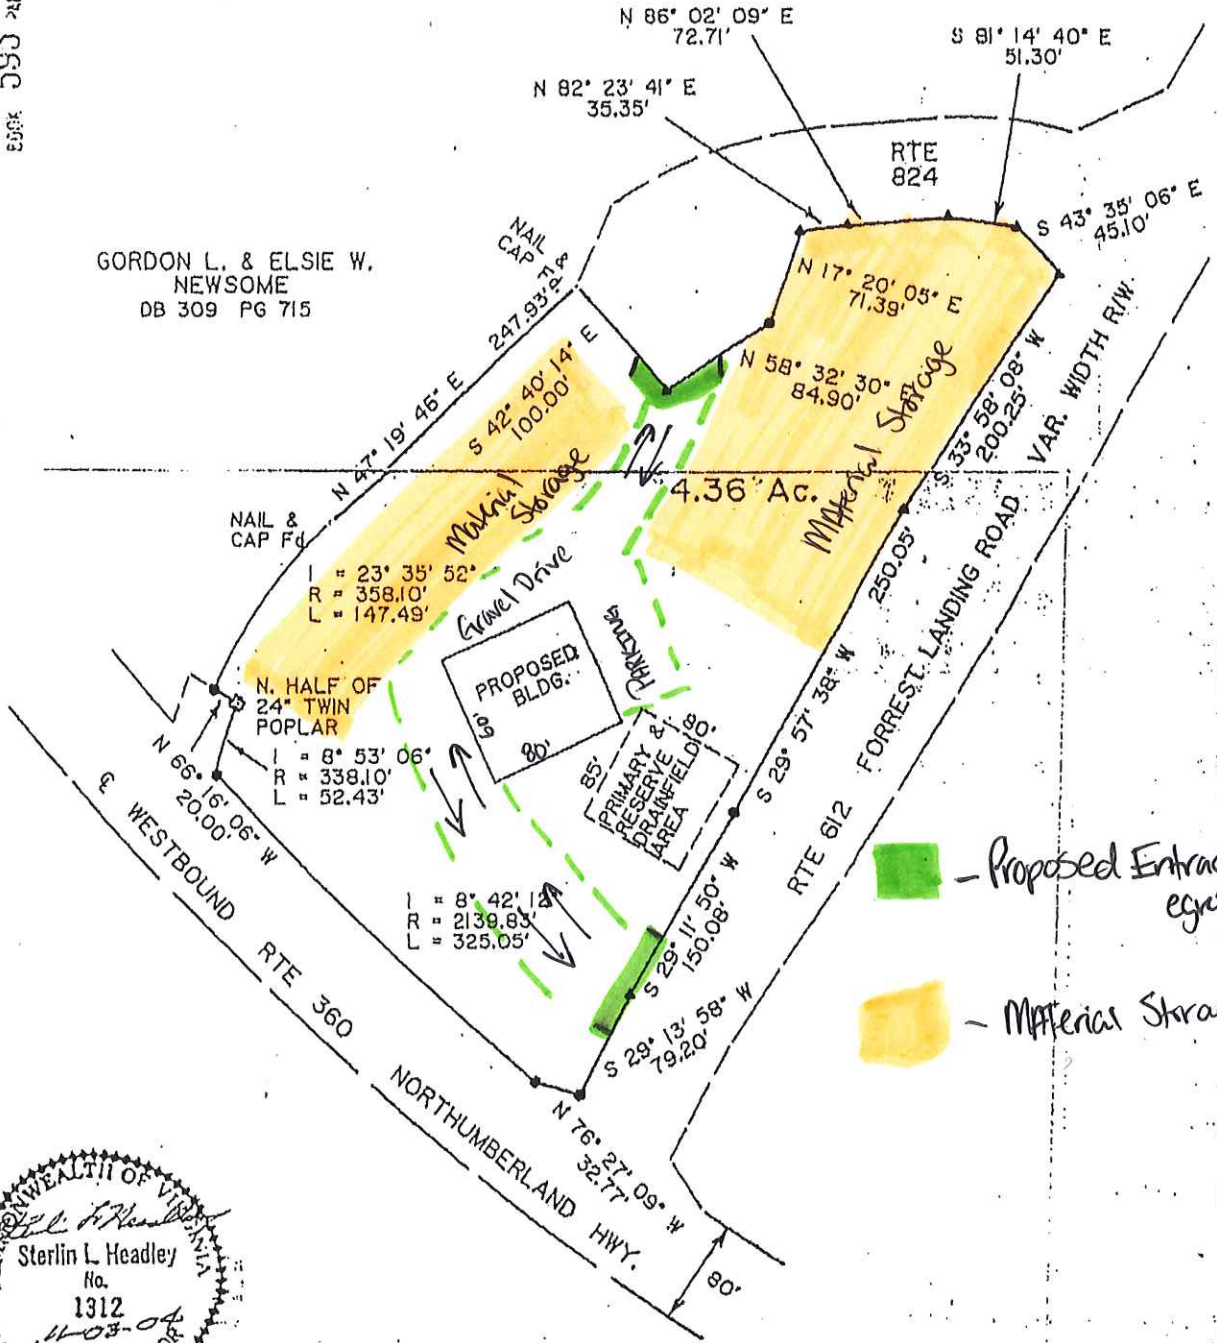 BOOK 593
N 86° 02' 09" E
72.71'
S 81° 14' 40" E
51.30'
N 82° 23' 41" E
35.35'
RTE
824
S 43° 35' 06" E
45.10'
NAIL
CAP Fd
GORDON L. & ELSIE W.
NEWSOME
DB 309 PG 715
N 17° 20' 05" E
71.39'
N 47° 19' 46" E 247.93'
S 42° 40' 14" E
100.00'
N 58° 32' 30"
84.90'
Material Storage
S 33° 58' 08" W
200.25'
VAR. WIDTH R/W
Material
Storage
4.36 Ac.
NAIL &
CAP Fd
I = 23° 35' 52"
R = 358.10'
L = 147.49'
Gravel Drive
PARKING
PROPOSED
BLDG.
60'
80'
250.05'
S 29° 57' 38" W
FORREST LANDING ROAD
RTE 612
N. HALF OF
24" TWIN
POPLAR
I = 8° 53' 06"
R = 338.10'
L = 52.43'
N 66° 16' 06" W
20.00'
80'
85'
PRIMARY &
RESERVE
DRAINFIELD
AREA
℄ WESTBOUND RTE 360 NORTHUMBERLAND HWY.
I = 8° 42' 12"
R = 2139.83'
L = 325.05'
S 29° 11' 50" W
150.08'
S 29° 13' 58" W
79.20'
- Proposed
- Material
N 76° 27' 09" W
32.77'
80'
Sterlin L. Headley
No.
1312
11-03-04